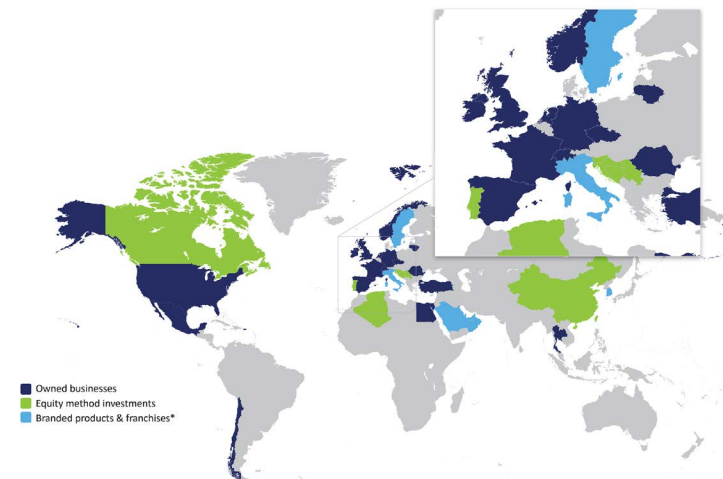 Owned businesses
Equity method investments
Branded products & franchises*